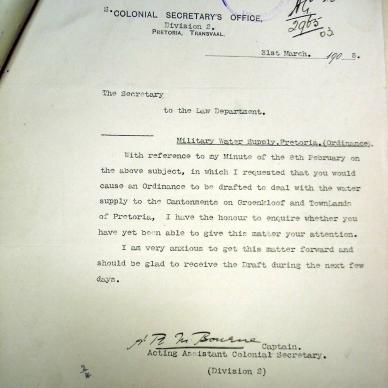 S.
COLONIAL SECRETARY'S OFFICE,
Division 2.
PRETORIA, TRANSVAAL.
2965
03
31st March. 190 3.
The Secretary
to the Law Department.
Military Water Supply.Pretoria.(Ordinance).
With reference to my Minute of the 8th February on
the above subject, in which I requested that you would
cause an Ordinance to be drafted to deal with the water
supply to the Cantonments on Groenkloof and TownLands
of Pretoria, I have the honour to enquire whether you
have yet been able to give this matter your attention.
I am very anxious to get this matter forward and
should be glad to receive the Draft during the next few
days.
H R M Bourne Captain.
Acting Assistant Colonial Secretary.
(Division 2)